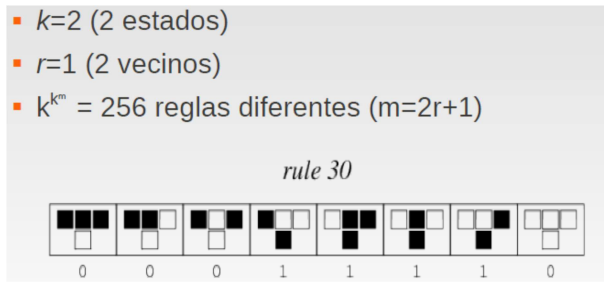 ▪ k=2 (2 estados)
▪ r=1 (2 vecinos)
▪ k^k^m = 256 reglas diferentes (m=2r+1)
rule 30
0 0 0 1 1 1 1 0